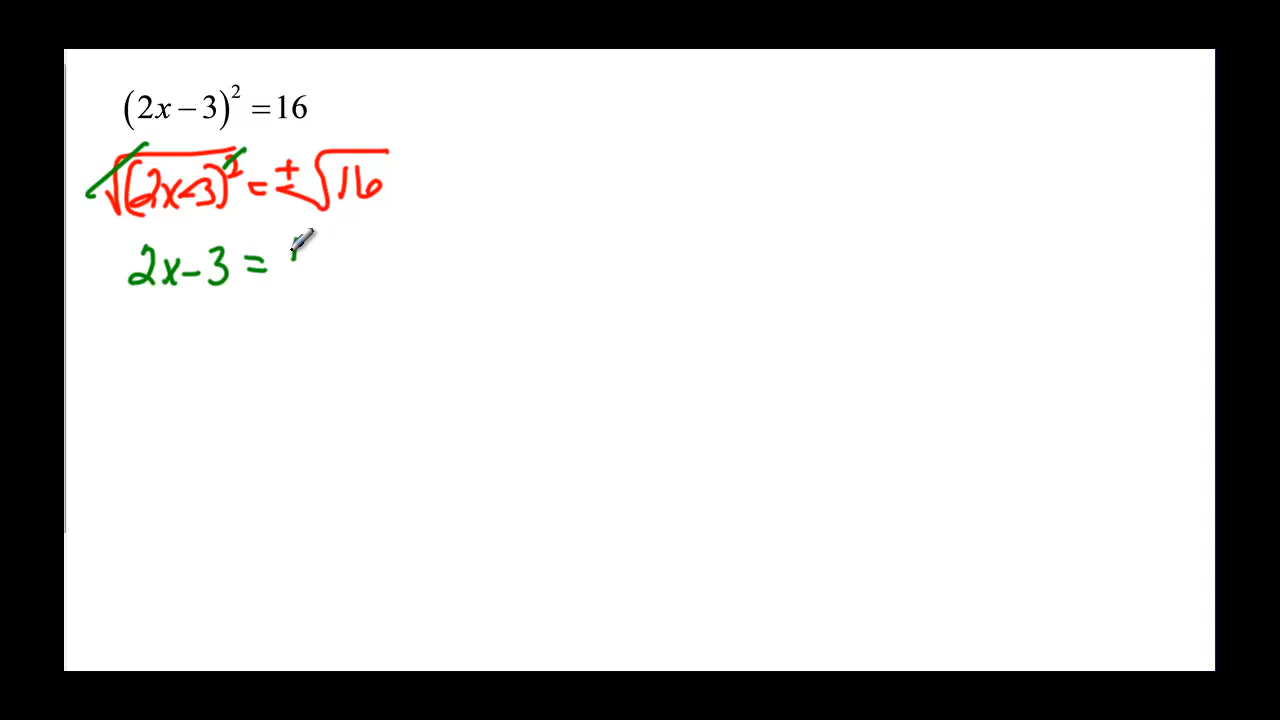 (2x − 3)² = 16
√(2x-3)² = ± √16
2x - 3 =